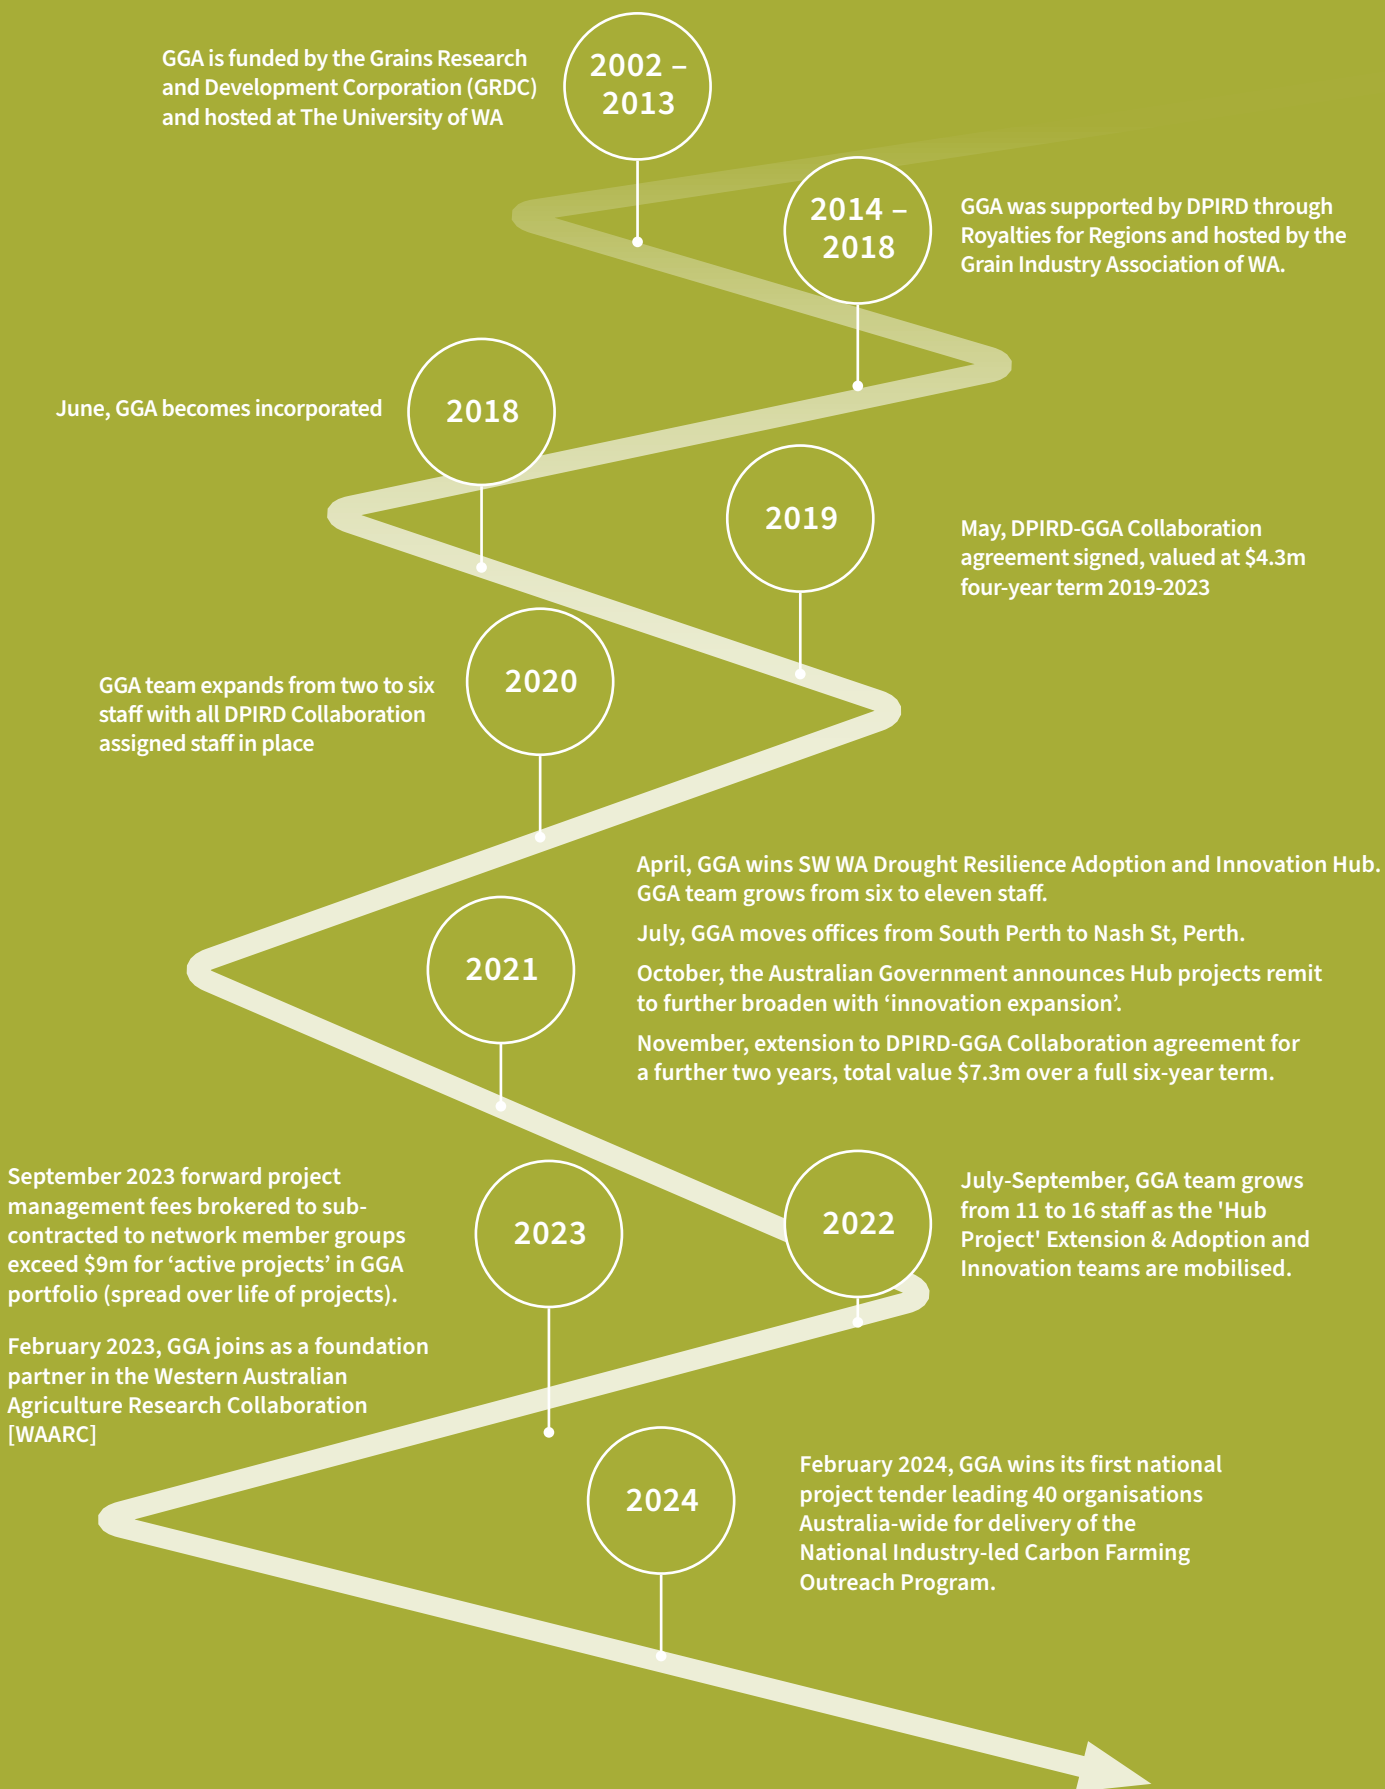 GGA is funded by the Grains Research
and Development Corporation (GRDC)
and hosted at The University of WA
2002 –
2013
2014 –
2018
GGA was supported by DPIRD through
Royalties for Regions and hosted by the
Grain Industry Association of WA.
June, GGA becomes incorporated
2018
2019
May, DPIRD-GGA Collaboration
agreement signed, valued at $4.3m
four-year term 2019-2023
GGA team expands from two to six
staff with all DPIRD Collaboration
assigned staff in place
2020
2021
April, GGA wins SW WA Drought Resilience Adoption and Innovation Hub.
GGA team grows from six to eleven staff.
July, GGA moves offices from South Perth to Nash St, Perth.
October, the Australian Government announces Hub projects remit
to further broaden with ‘innovation expansion’.
November, extension to DPIRD-GGA Collaboration agreement for
a further two years, total value $7.3m over a full six-year term.
2022
July-September, GGA team grows
from 11 to 16 staff as the 'Hub
Project' Extension & Adoption and
Innovation teams are mobilised.
September 2023 forward project
management fees brokered to sub-
contracted to network member groups
exceed $9m for ‘active projects’ in GGA
portfolio (spread over life of projects).
February 2023, GGA joins as a foundation
partner in the Western Australian
Agriculture Research Collaboration
[WAARC]
2023
2024
February 2024, GGA wins its first national
project tender leading 40 organisations
Australia-wide for delivery of the
National Industry-led Carbon Farming
Outreach Program.